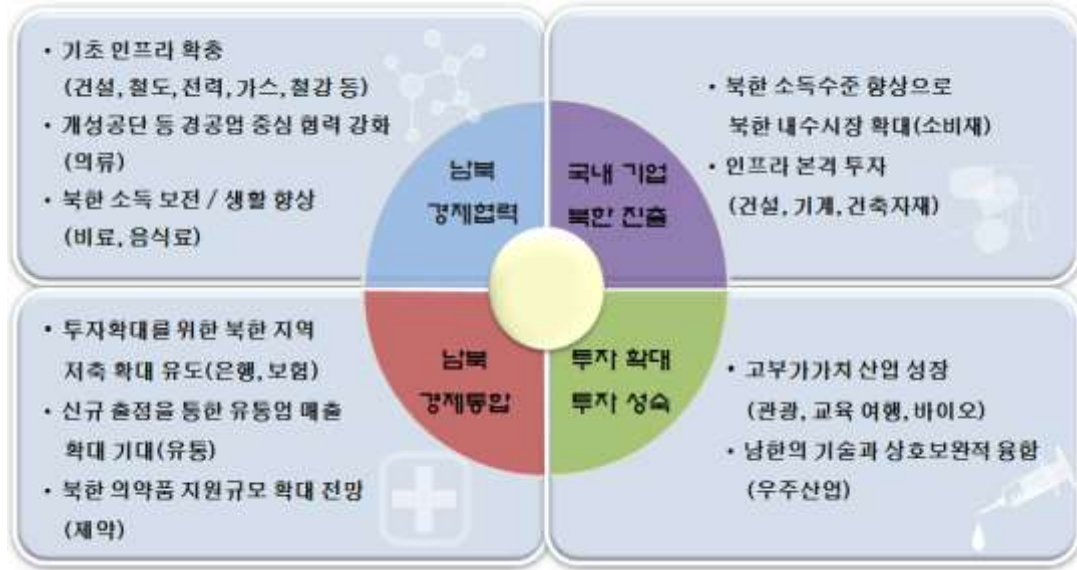 • 기초 인프라 확충
(건설, 철도, 전력, 가스, 철강 등)
• 개성공단 등 경공업 중심 협력 강화
(의류)
• 북한 소득 보전 / 생활 향상
(비료, 음식료)
남북
경제협력
국내 기업
북한 진출
• 북한 소득수준 향상으로
북한 내수시장 확대(소비재)
• 인프라 본격 투자
(건설, 기계, 건축자재)
• 투자확대를 위한 북한 지역
저축 확대 유도(은행, 보험)
• 신규 출점을 통한 유통업 매출
확대 기대(유통)
• 북한 의약품 지원규모 확대 전망
(제약)
남북
경제통합
투자 확대
투자 성숙
• 고부가가치 산업 성장
(관광, 교육 여행, 바이오)
• 남한의 기술과 상호보완적 융합
(우주산업)